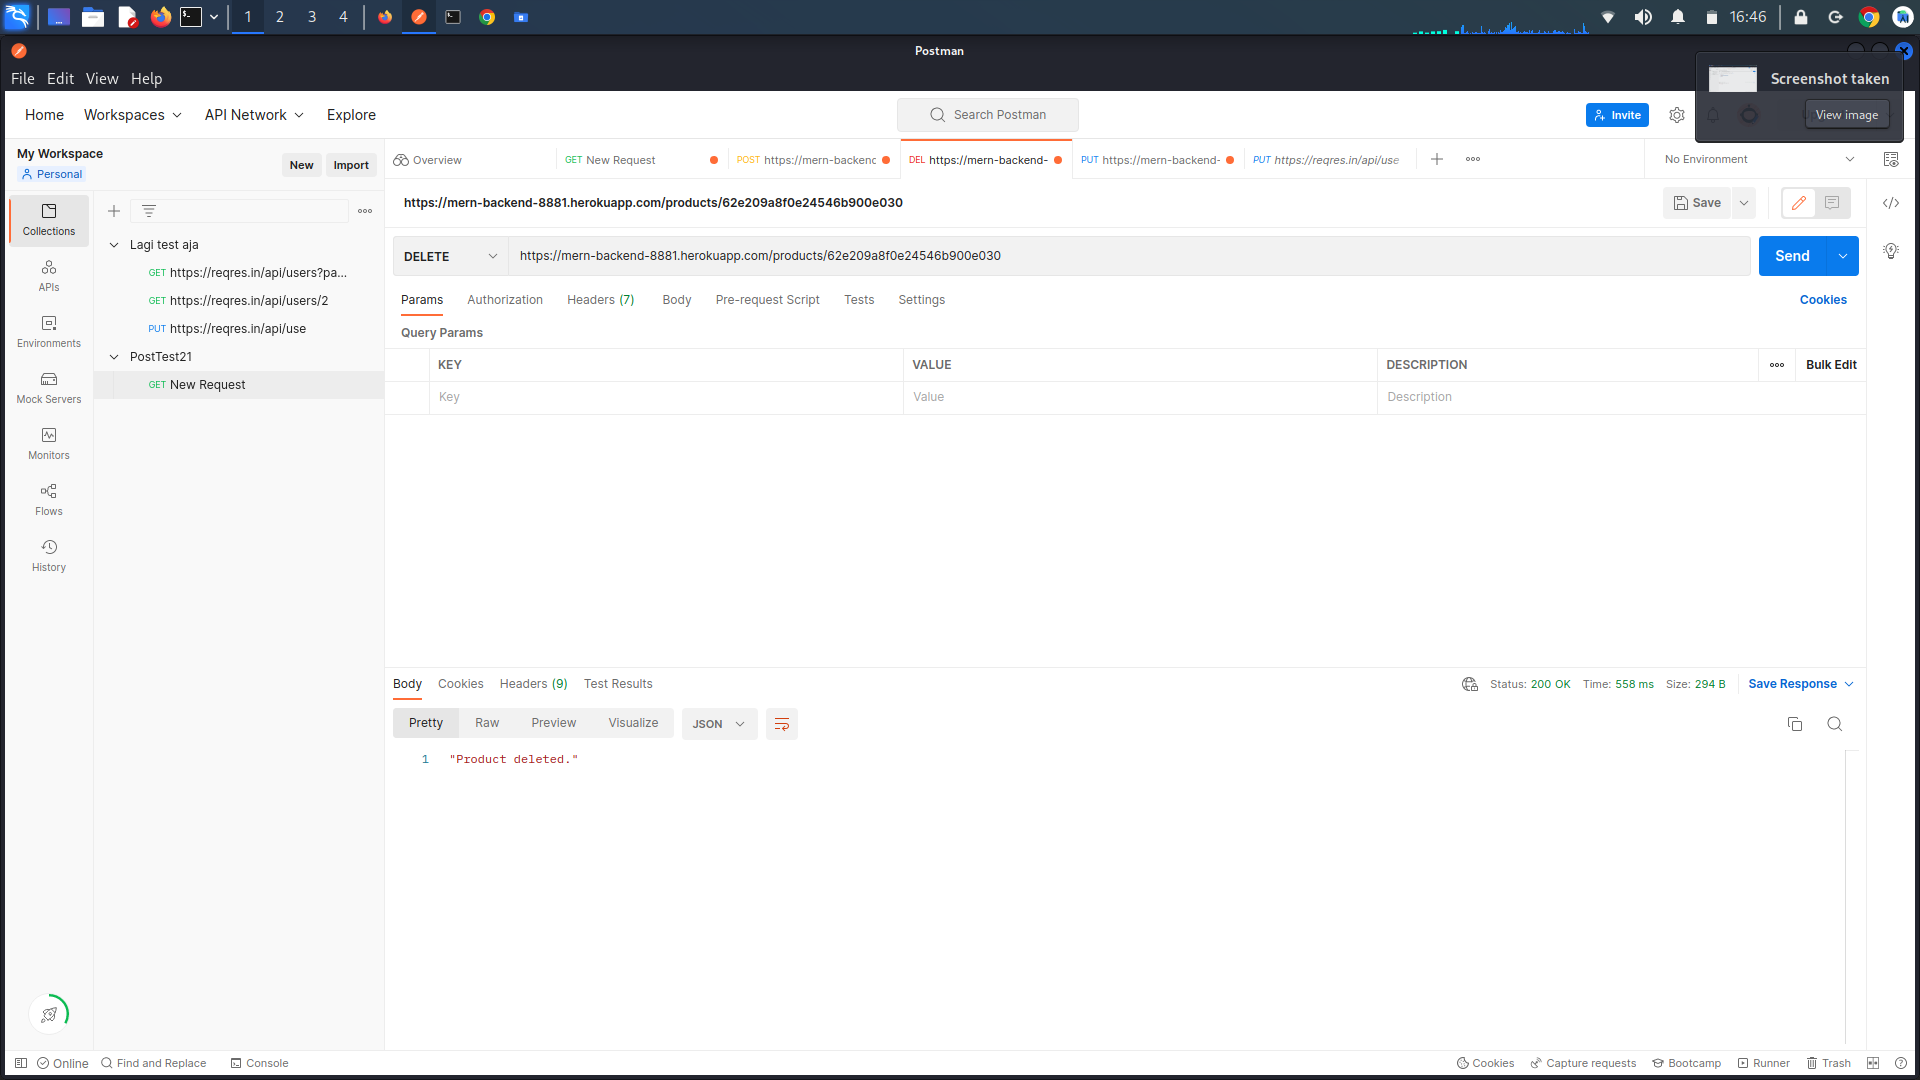 1 2 3 4
16:46
Postman
File Edit View Help
Screenshot taken
View image
Home Workspaces API Network Explore
Search Postman
Invite
My Workspace
Personal
New Import
Overview
GET New Request
POST https://mern-backend
DEL https://mern-backend-
PUT https://mern-backend-
PUT https://reqres.in/api/use
No Environment
https://mern-backend-8881.herokuapp.com/products/62e209a8f0e24546b900e030
Save
Collections
APIs
Environments
Mock Servers
Monitors
Flows
History
Lagi test aja
GET https://reqres.in/api/users?pa...
GET https://reqres.in/api/users/2
PUT https://reqres.in/api/use
PostTest21
GET New Request
DELETE https://mern-backend-8881.herokuapp.com/products/62e209a8f0e24546b900e030
Send
Params Authorization Headers (7) Body Pre-request Script Tests Settings
Cookies
Query Params
KEY VALUE DESCRIPTION Bulk Edit
Key Value Description
Body Cookies Headers (9) Test Results
Status: 200 OK Time: 558 ms Size: 294 B Save Response
Pretty Raw Preview Visualize JSON
1 "Product deleted."
Online Find and Replace Console
Cookies Capture requests Bootcamp Runner Trash